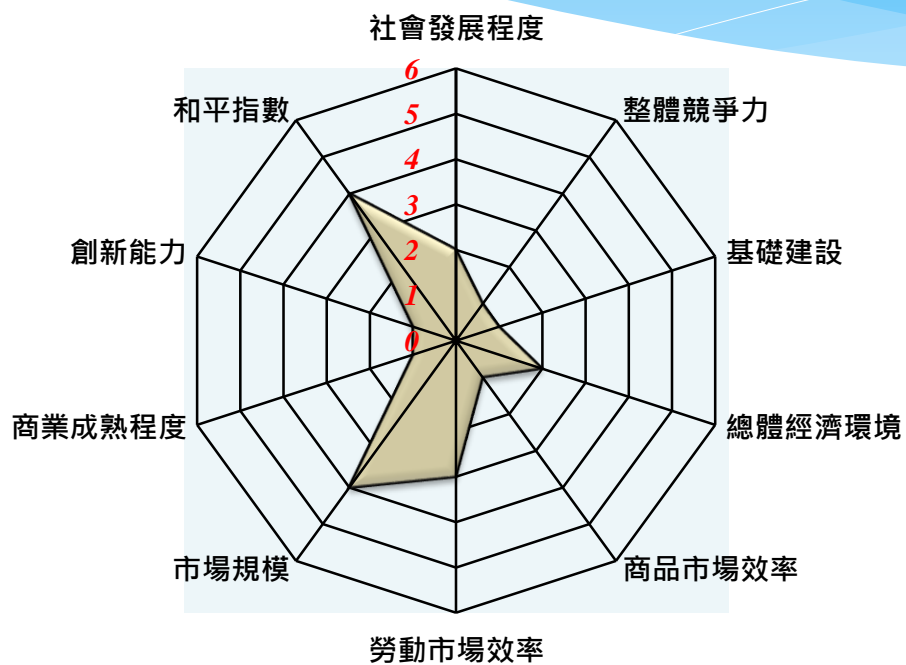 社會發展程度
6
和平指數
整體競爭力
5
4
3
創新能力
2
基礎建設
1
0
商業成熟程度
總體經濟環境
市場規模
商品市場效率
勞動市場效率